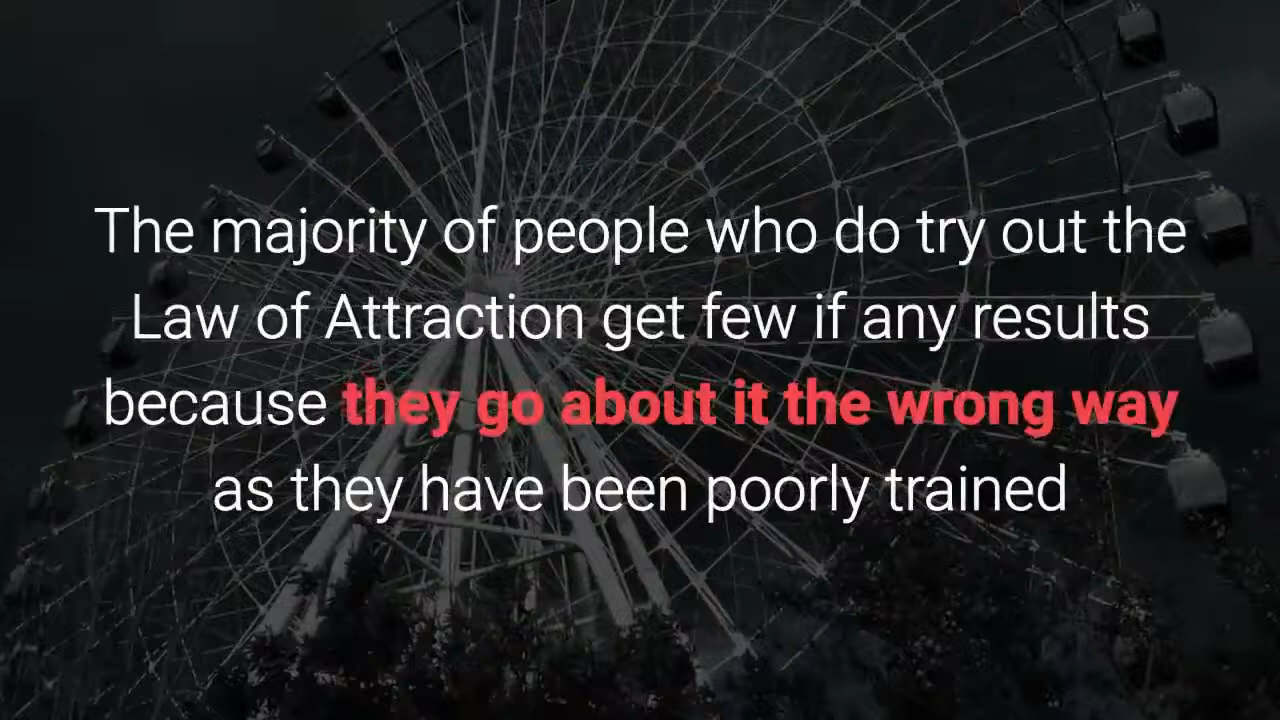 The majority of people who do try out the
Law of Attraction get few if any results
because they go about it the wrong way
as they have been poorly trained